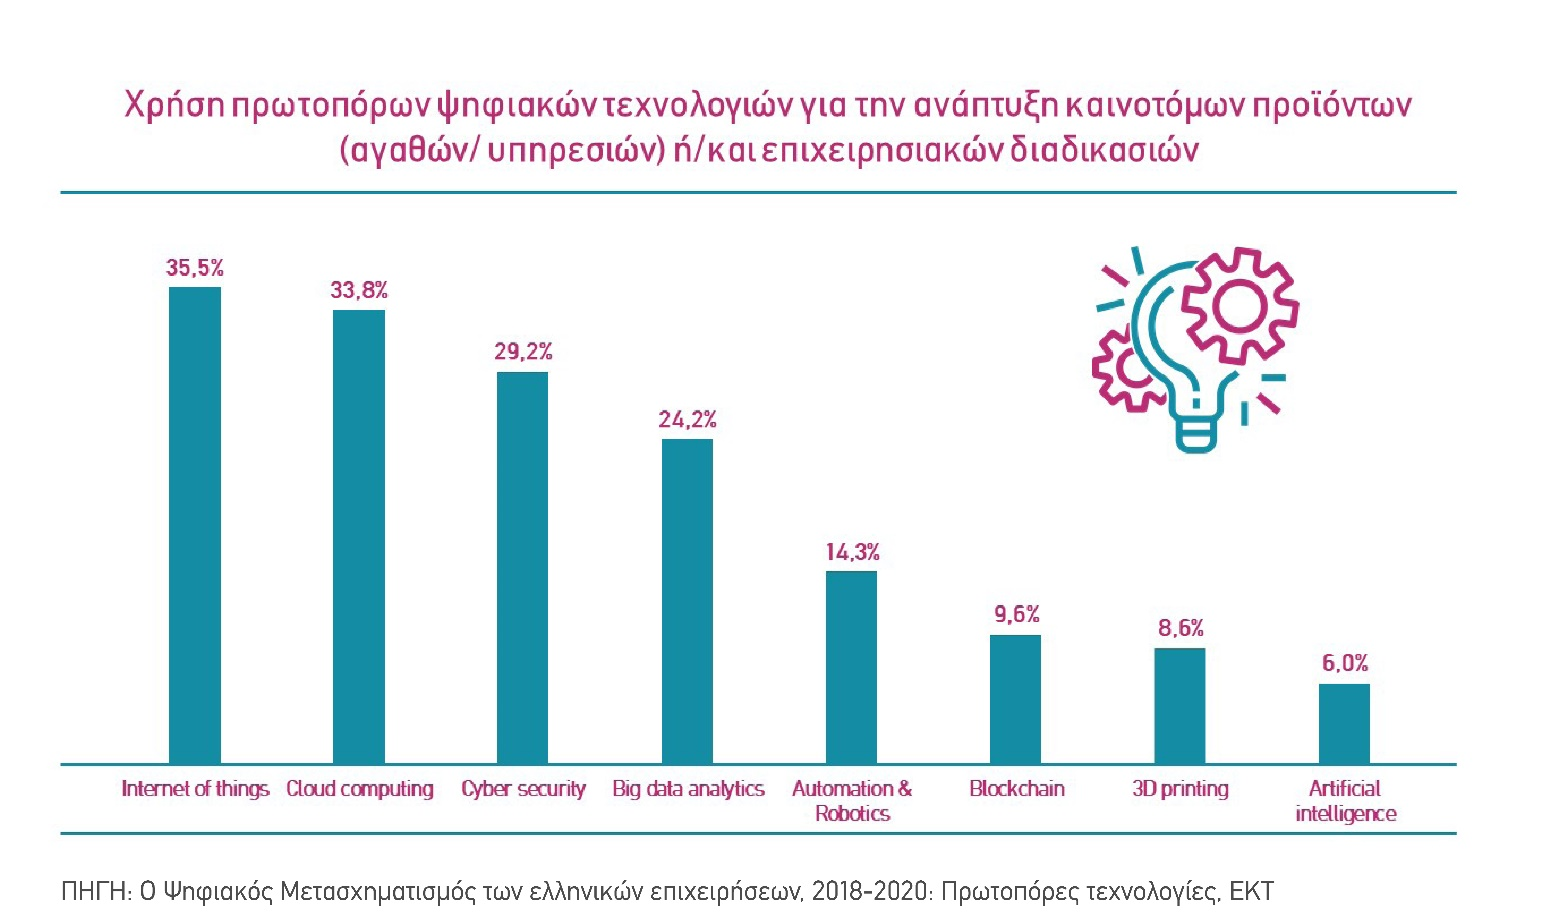 Χρήση πρωτοπόρων ψηφιακών τεχνολογιών για την ανάπτυξη καινοτόμων προϊόντων
(αγαθών/ υπηρεσιών) ή/και επιχειρησιακών διαδικασιών
35,5%
33,8%
29,2%
24,2%
14,3%
9,6%
8,6%
6,0%
Internet of things
Cloud computing
Cyber security
Big data analytics
Automation &
Robotics
Blockchain
3D printing
Artificial
intelligence
ΠΗΓΗ: Ο Ψηφιακός Μετασχηματισμός των ελληνικών επιχειρήσεων, 2018-2020: Πρωτοπόρες τεχνολογίες, ΕΚΤ